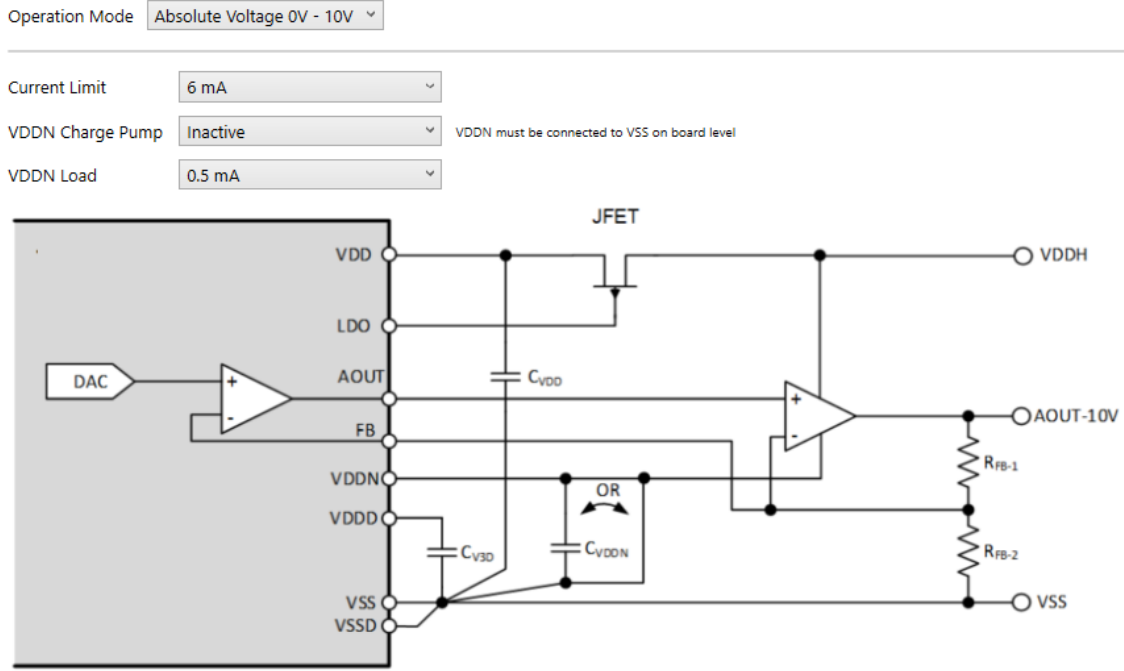 Operation Mode Absolute Voltage 0V - 10V
Current Limit 6 mA
VDDN Charge Pump Inactive VDDN must be connected to VSS on board level
VDDN Load 0.5 mA
JFET
VDD VDDH
LDO
DAC + AOUT CVDD +
- FB - AOUT-10V
RFB-1
VDDN
OR
VDDD
CV3D CVDDN RFB-2
VSS VSS
VSSD